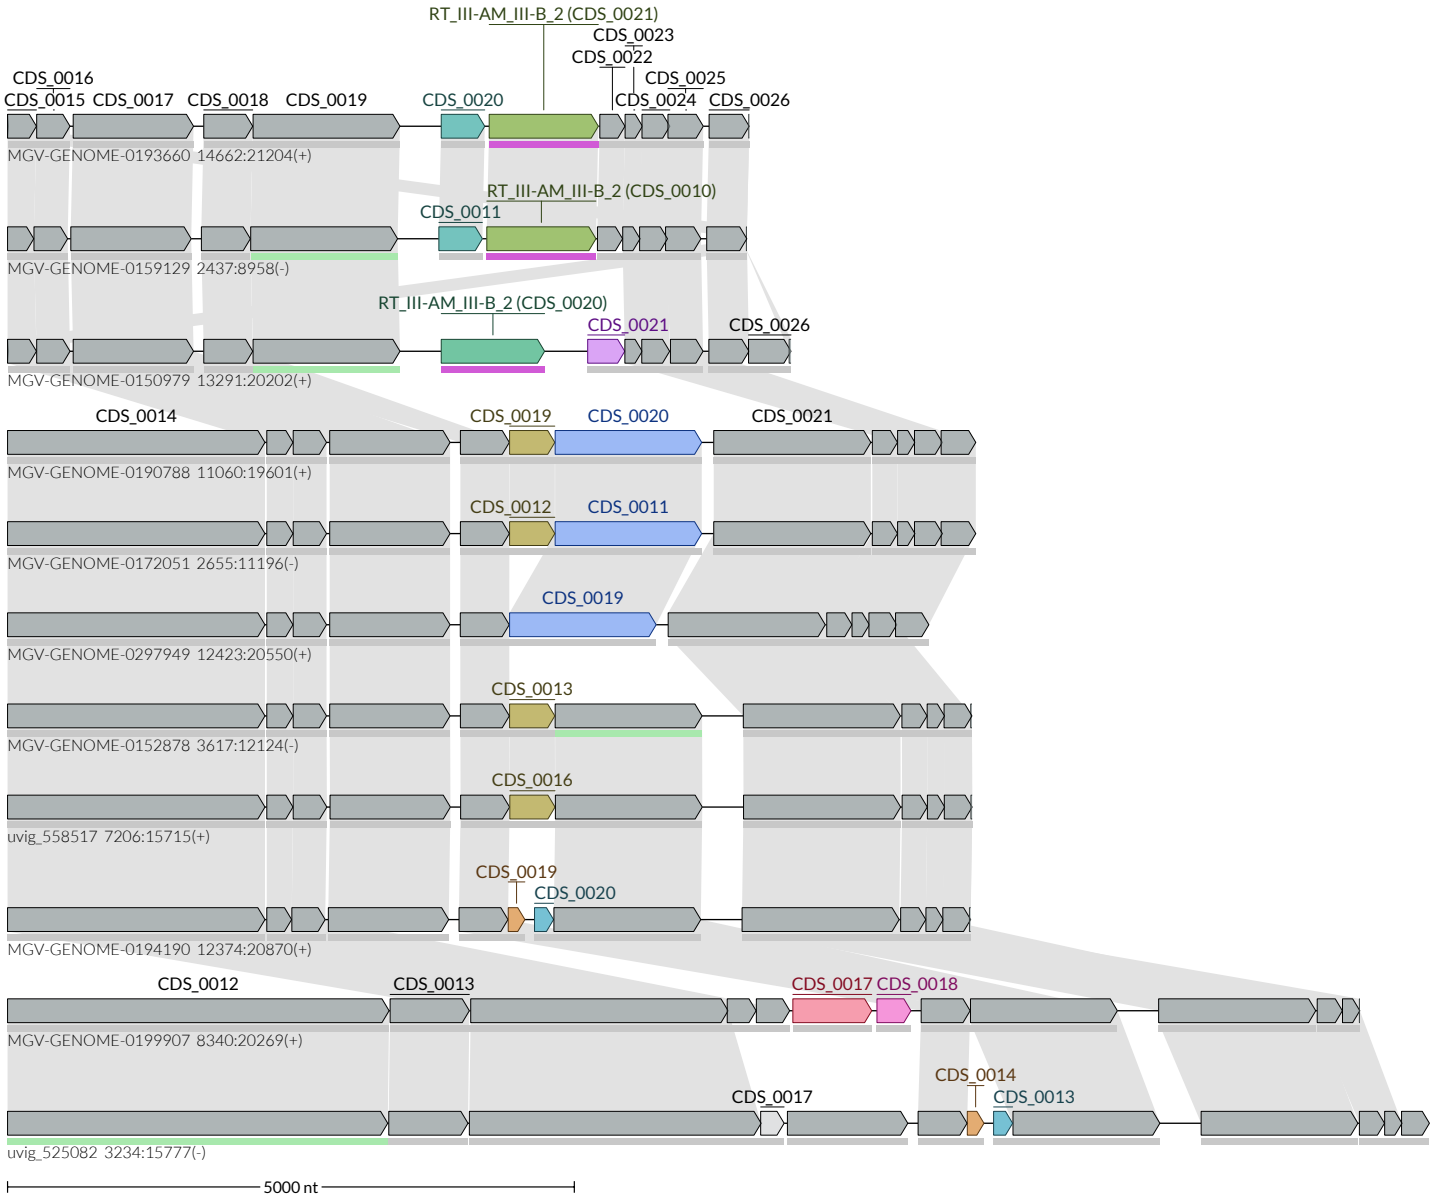 RT_III-AM_III-B_2 (CDS_0021)
CDS_0023
CDS_0022
CDS_0016 CDS_0025
CDS_0015 CDS_0017 CDS_0018 CDS_0019 CDS_0020 CDS_0024 CDS_0026
MGV-GENOME-0193660 14662:21204(+)
RT_III-AM_III-B_2 (CDS_0010)
CDS_0011
MGV-GENOME-0159129 2437:8958(-)
RT_III-AM_III-B_2 (CDS_0020)
CDS_0021 CDS_0026
MGV-GENOME-0150979 13291:20202(+)
CDS_0014 CDS_0019 CDS_0020 CDS_0021
MGV-GENOME-0190788 11060:19601(+)
CDS_0012 CDS_0011
MGV-GENOME-0172051 2655:11196(-)
CDS_0019
MGV-GENOME-0297949 12423:20550(+)
CDS_0013
MGV-GENOME-0152878 3617:12124(-)
CDS_0016
uvig_558517 7206:15715(+)
CDS_0019
CDS_0020
MGV-GENOME-0194190 12374:20870(+)
CDS_0012 CDS_0013 CDS_0017 CDS_0018
MGV-GENOME-0199907 8340:20269(+)
CDS_0014
CDS_0017 CDS_0013
uvig_525082 3234:15777(-)
5000 nt